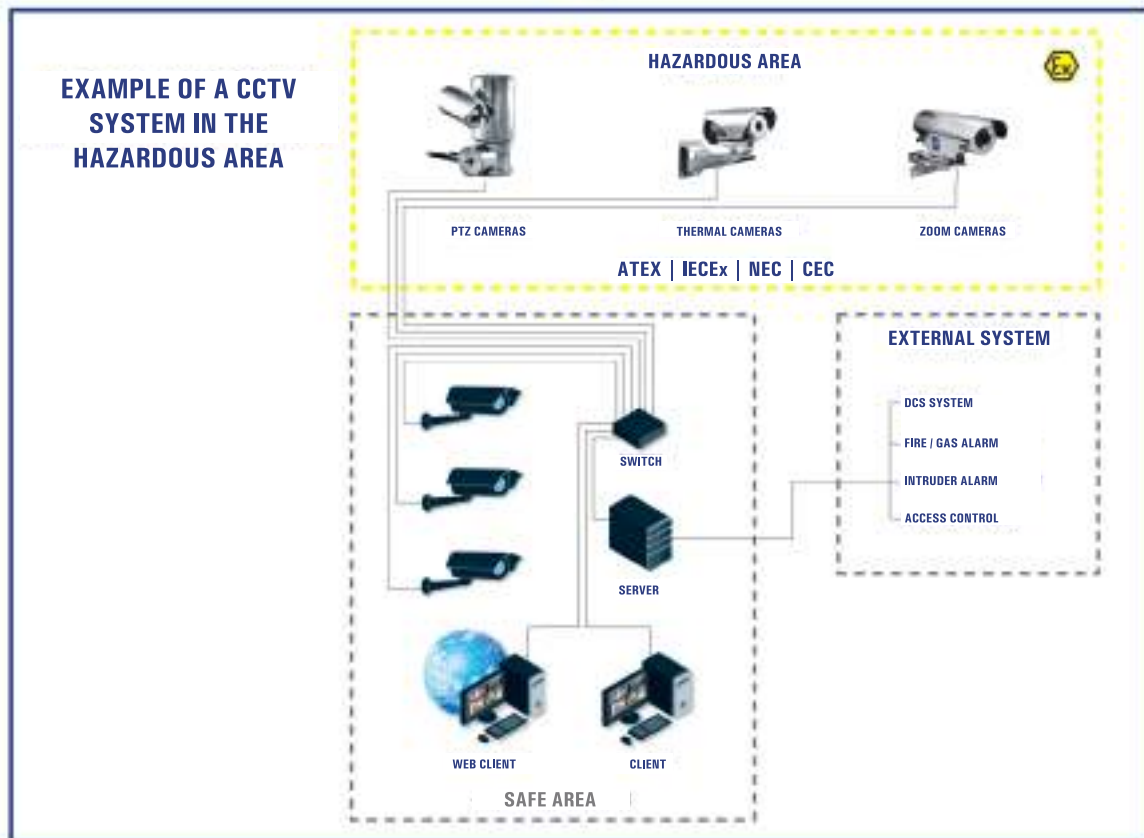 EXAMPLE OF A CCTV
SYSTEM IN THE
HAZARDOUS AREA
HAZARDOUS AREA
Ex
PTZ CAMERAS
THERMAL CAMERAS
ZOOM CAMERAS
ATEX | IECEx | NEC | CEC
EXTERNAL SYSTEM
DCS SYSTEM
FIRE / GAS ALARM
INTRUDER ALARM
ACCESS CONTROL
SWITCH
SERVER
WEB CLIENT
CLIENT
SAFE AREA